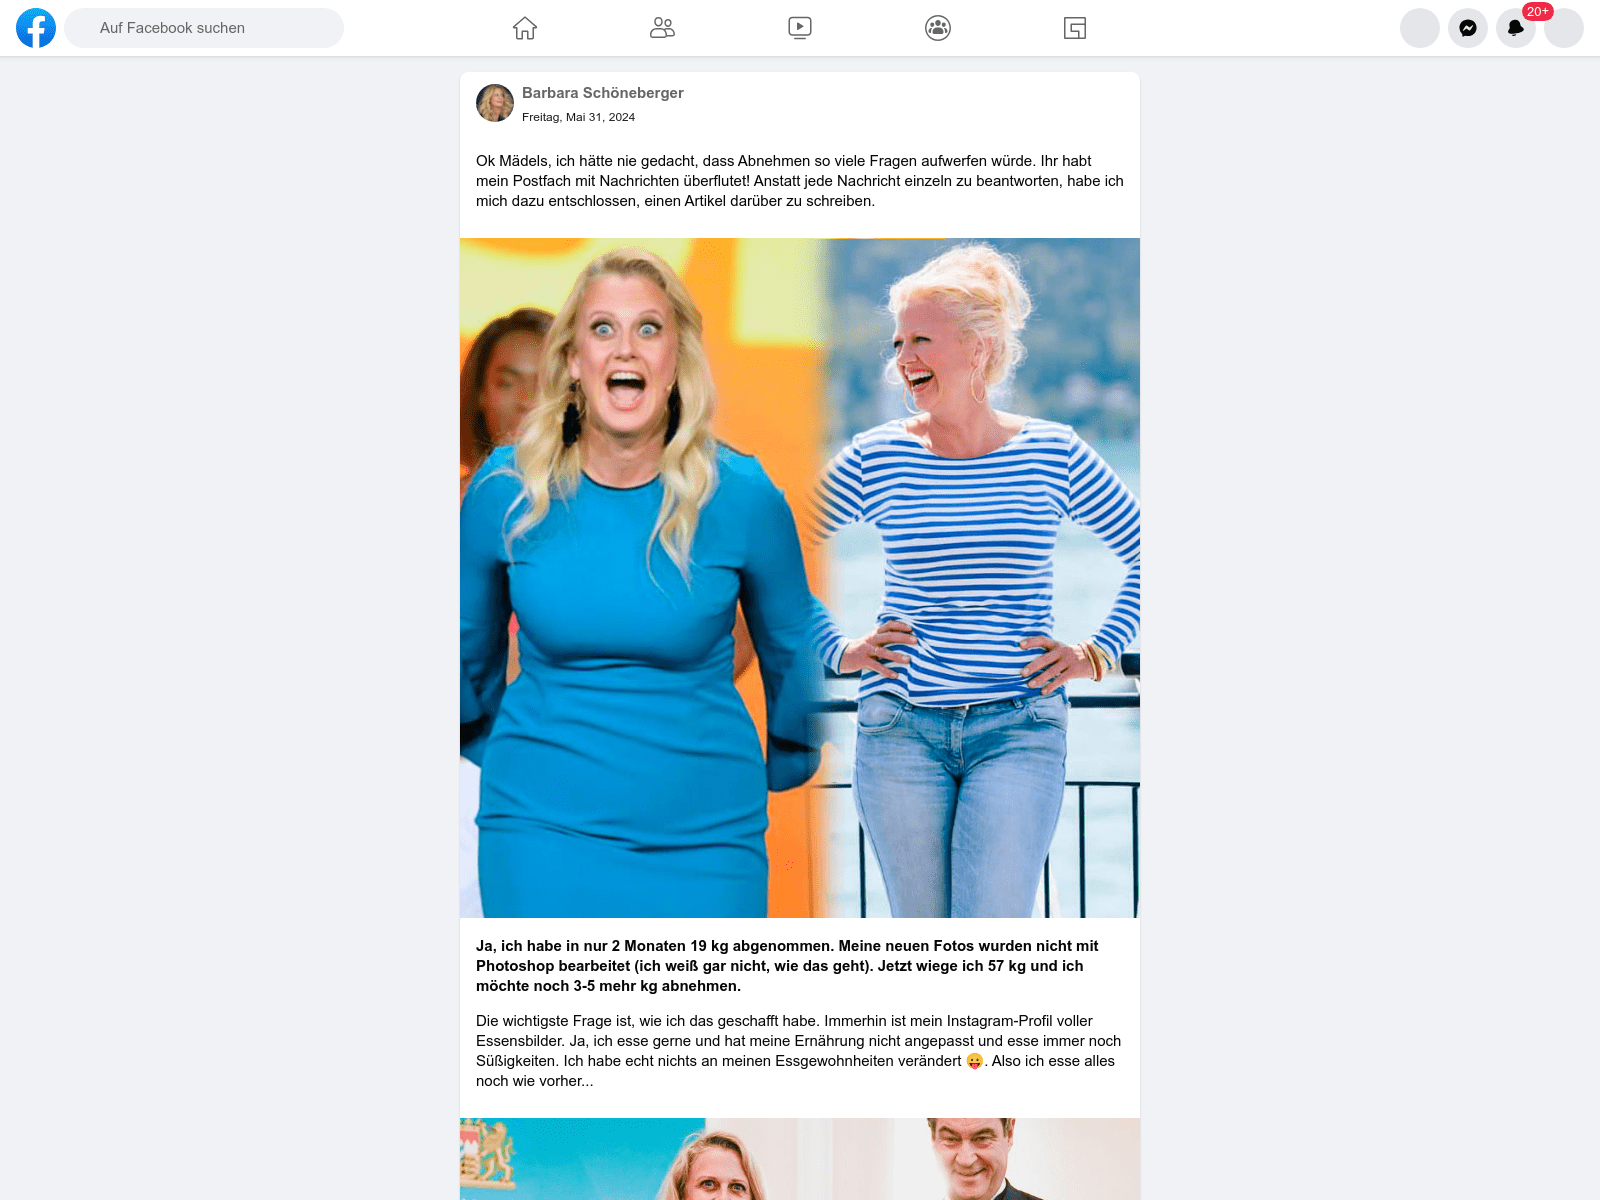 Auf Facebook suchen
20+
Barbara Schöneberger
Freitag, Mai 31, 2024
Ok Mädels, ich hätte nie gedacht, dass Abnehmen so viele Fragen aufwerfen würde. Ihr habt
mein Postfach mit Nachrichten überflutet! Anstatt jede Nachricht einzeln zu beantworten, habe ich
mich dazu entschlossen, einen Artikel darüber zu schreiben.
Ja, ich habe in nur 2 Monaten 19 kg abgenommen. Meine neuen Fotos wurden nicht mit
Photoshop bearbeitet (ich weiß gar nicht, wie das geht). Jetzt wiege ich 57 kg und ich
möchte noch 3-5 mehr kg abnehmen.
Die wichtigste Frage ist, wie ich das geschafft habe. Immerhin ist mein Instagram-Profil voller
Essensbilder. Ja, ich esse gerne und hat meine Ernährung nicht angepasst und esse immer noch
Süßigkeiten. Ich habe echt nichts an meinen Essgewohnheiten verändert 😛. Also ich esse alles
noch wie vorher...